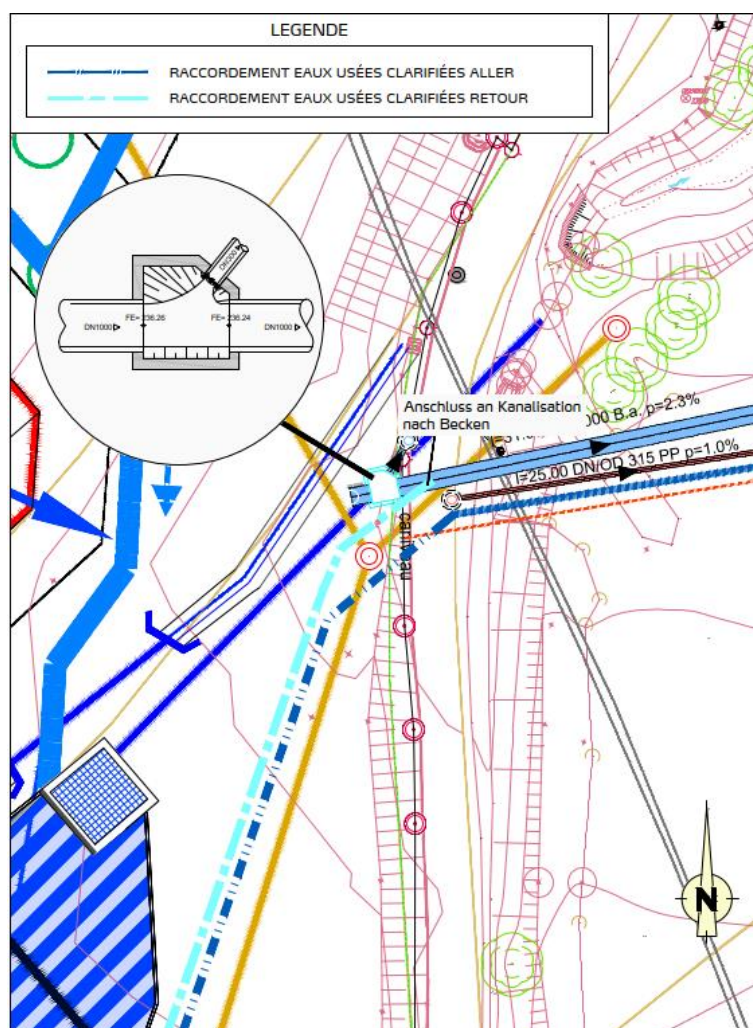 LEGENDE
RACCORDEMENT EAUX USÉES CLARIFIÉES ALLER
RACCORDEMENT EAUX USÉES CLARIFIÉES RETOUR
DN300
FE= 236.26
FE= 236.24
DN1000
DN1000
Anschluss an Kanalisation
nach Becken
B.a. p=2.3%
l=25.00 DN/OD 315 PP p=1.0%
caniveau
N